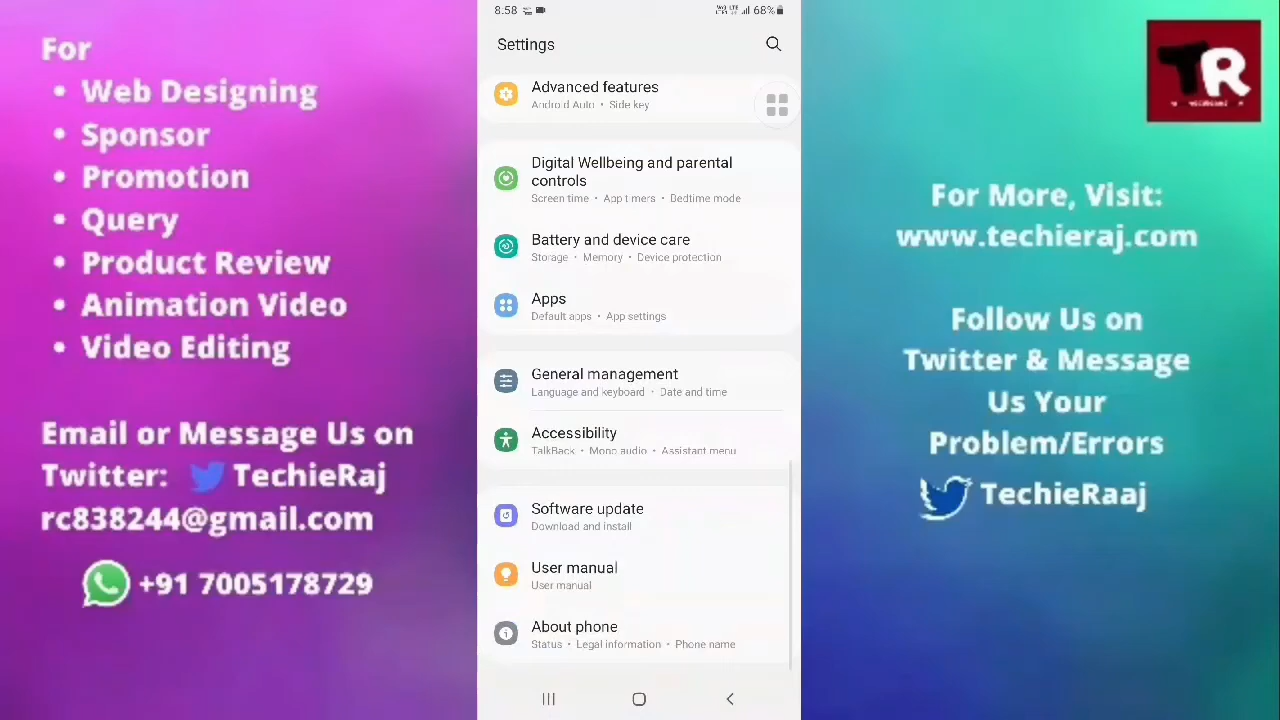 For
• Web Designing
• Sponsor
• Promotion
• Query
• Product Review
• Animation Video
• Video Editing
Email or Message Us on
Twitter: TechieRaj
rc838244@gmail.com
+91 7005178729
8:58
68%
Settings
Advanced features
Android Auto • Side key
Digital Wellbeing and parental
controls
Screen time • App timers • Bedtime mode
Battery and device care
Storage • Memory • Device protection
Apps
Default apps • App settings
General management
Language and keyboard • Date and time
Accessibility
TalkBack • Mono audio • Assistant menu
Software update
Download and install
User manual
User manual
About phone
Status • Legal information • Phone name
TR
For More, Visit:
www.techieraj.com
Follow Us on
Twitter & Message
Us Your
Problem/Errors
TechieRaaj